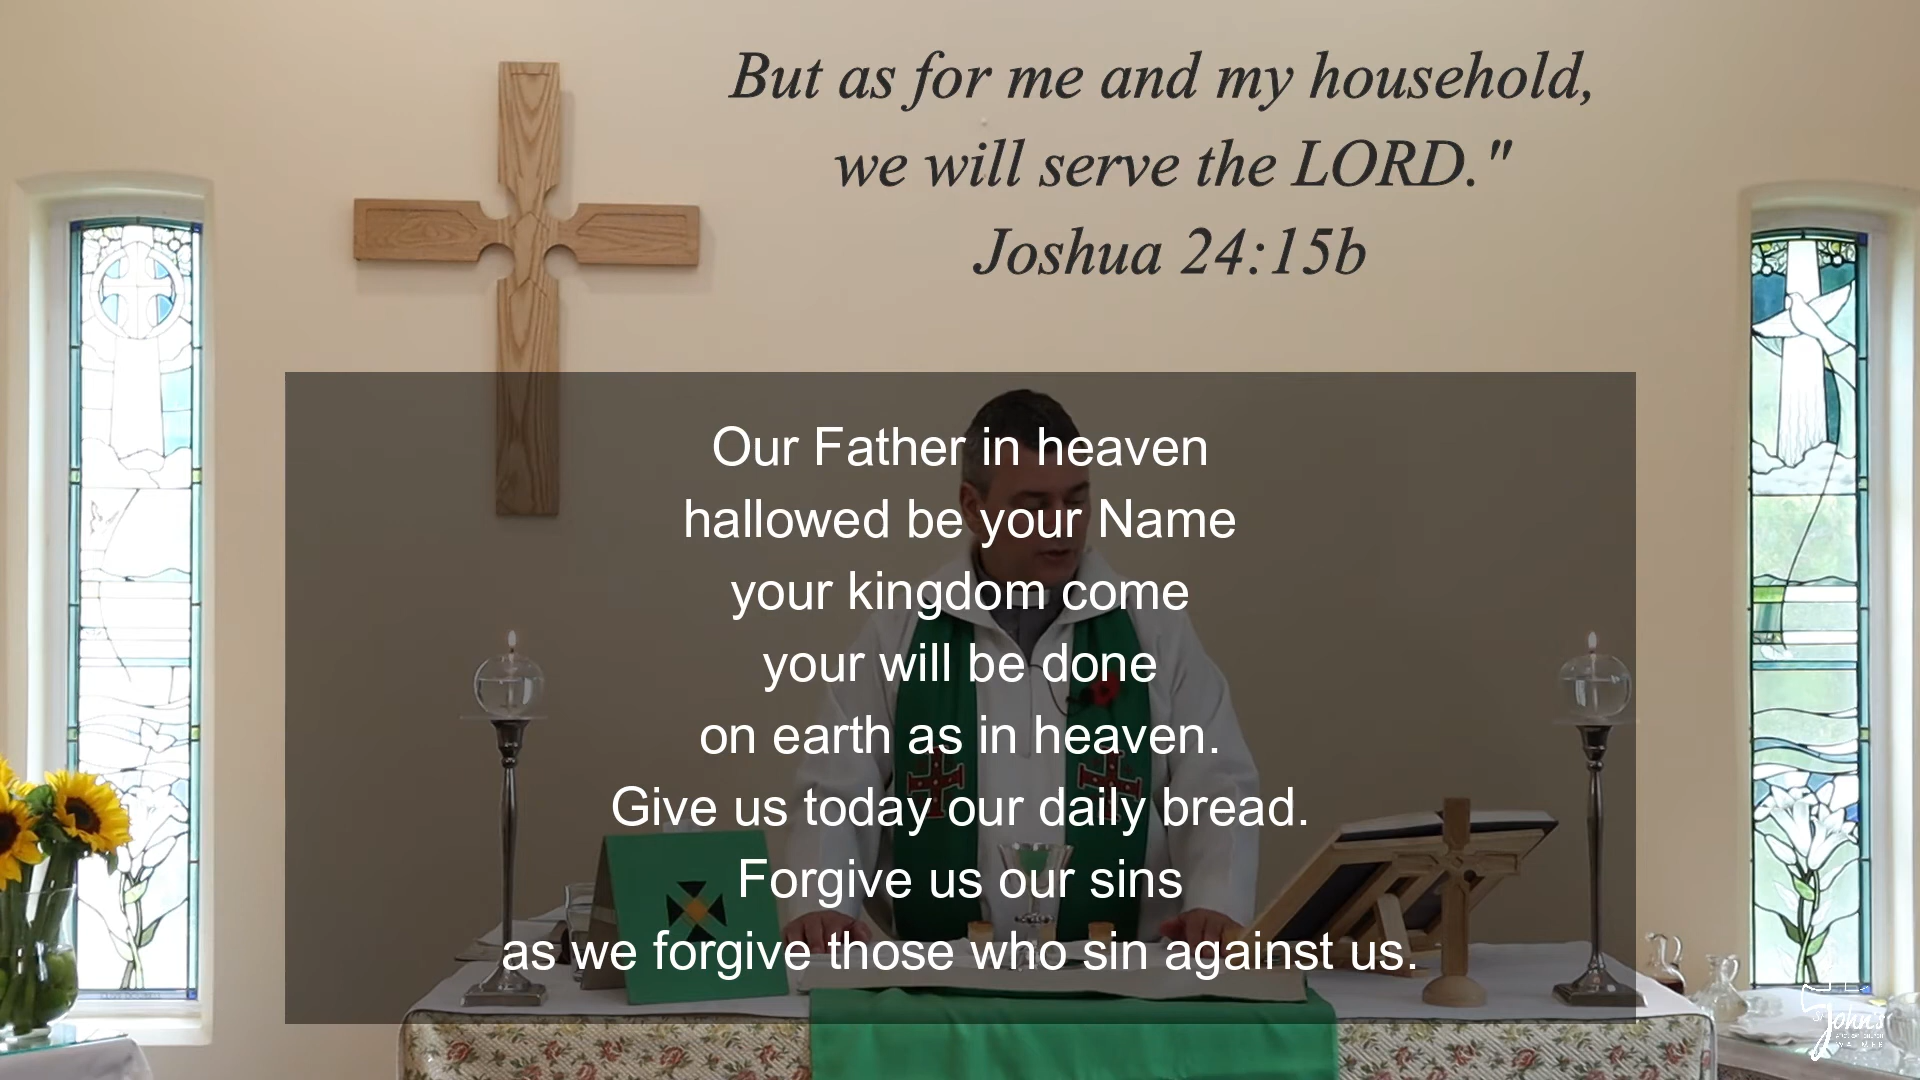 But as for me and my household,
we will serve the LORD."
Joshua 24:15b
Our Father in heaven
hallowed be your Name
your kingdom come
your will be done
on earth as in heaven.
Give us today our daily bread.
Forgive us our sins
as we forgive those who sin against us.
St John's